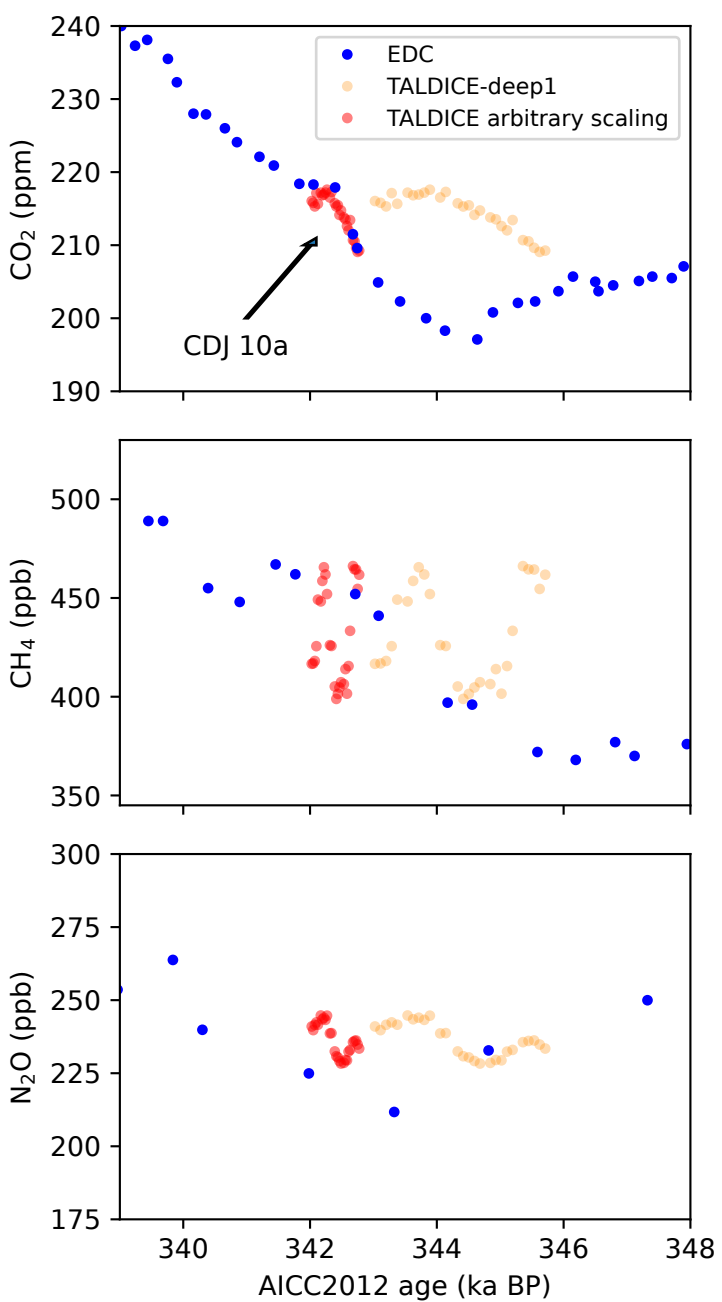 240
230
220
210
200
190
CO₂ (ppm)
EDC
TALDICE-deep1
TALDICE arbitrary scaling
CDJ 10a
500
450
400
350
CH₄ (ppb)
300
275
250
225
200
175
N₂O (ppb)
340 342 344 346 348
AICC2012 age (ka BP)